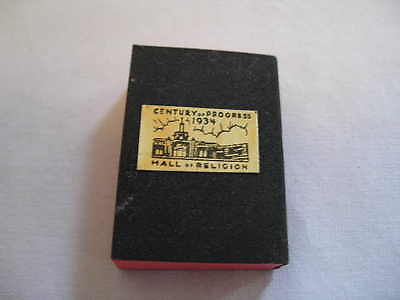 CENTURY OF PROGRESS
1934
HALL OF RELIGION